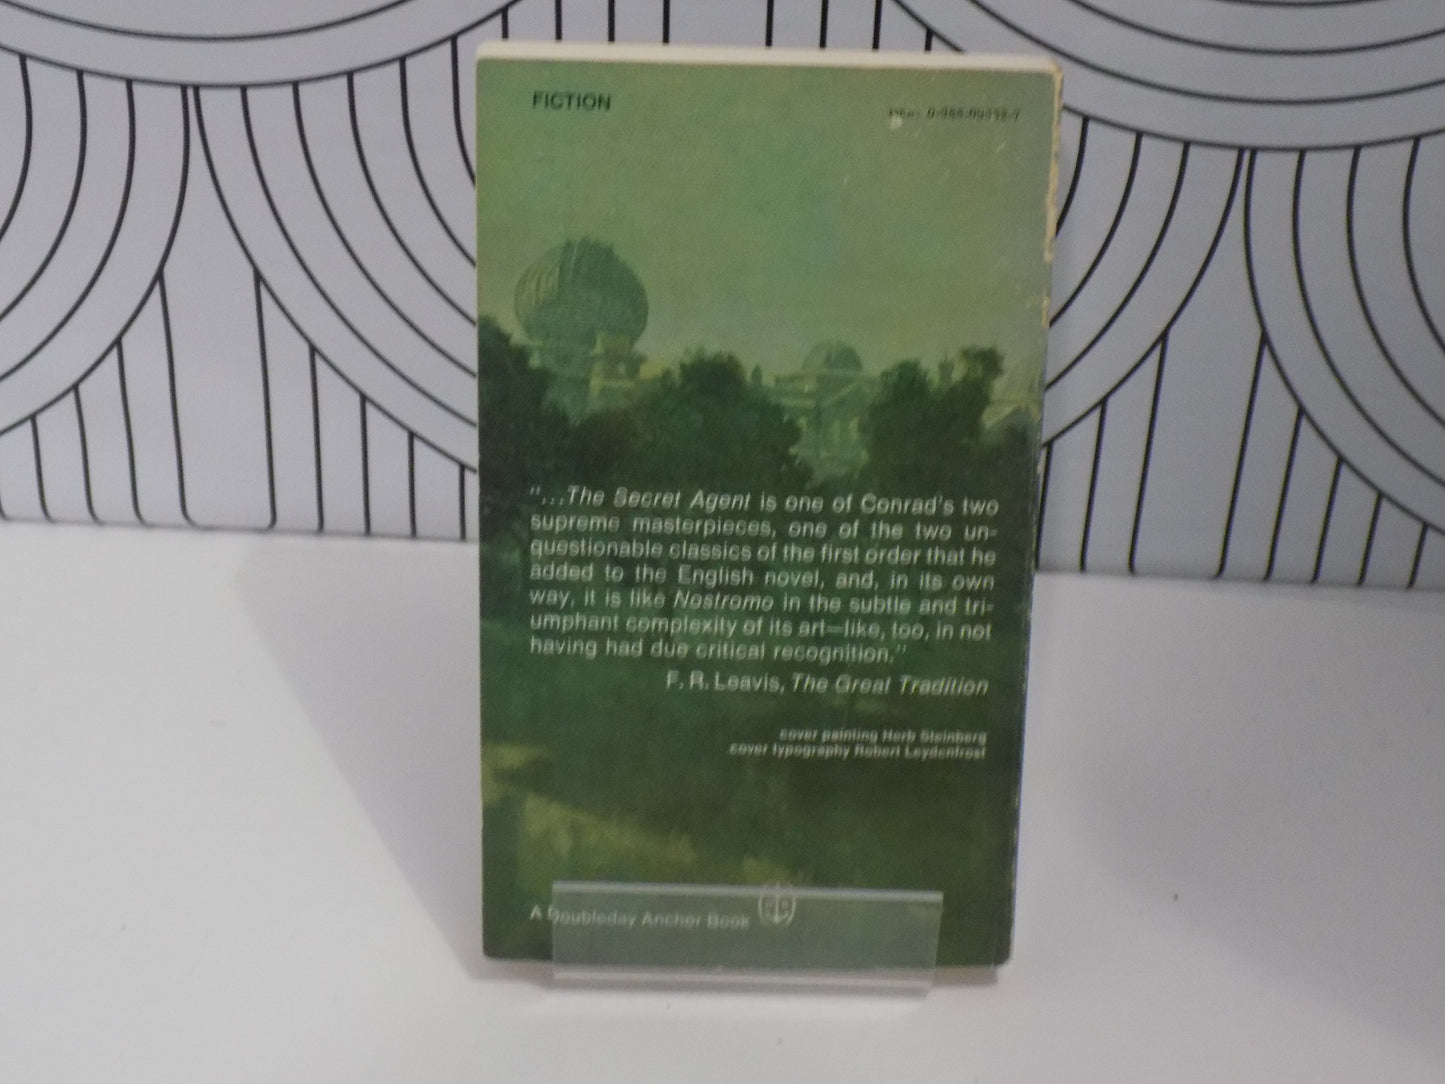 FICTION
"...The Secret Agent is one of Conrad's two
supreme masterpieces, one of the two un-
questionable classics of the first order that he
added to the English novel, and, in its own
way, it is like Nostromo in the subtle and tri-
umphant complexity of its art—like, too, in not
having had due critical recognition."
F. R. Leavis, The Great Tradition
cover painting Herb Steinberg
cover typography Robert Leydenfrost
A Doubleday Anchor Book